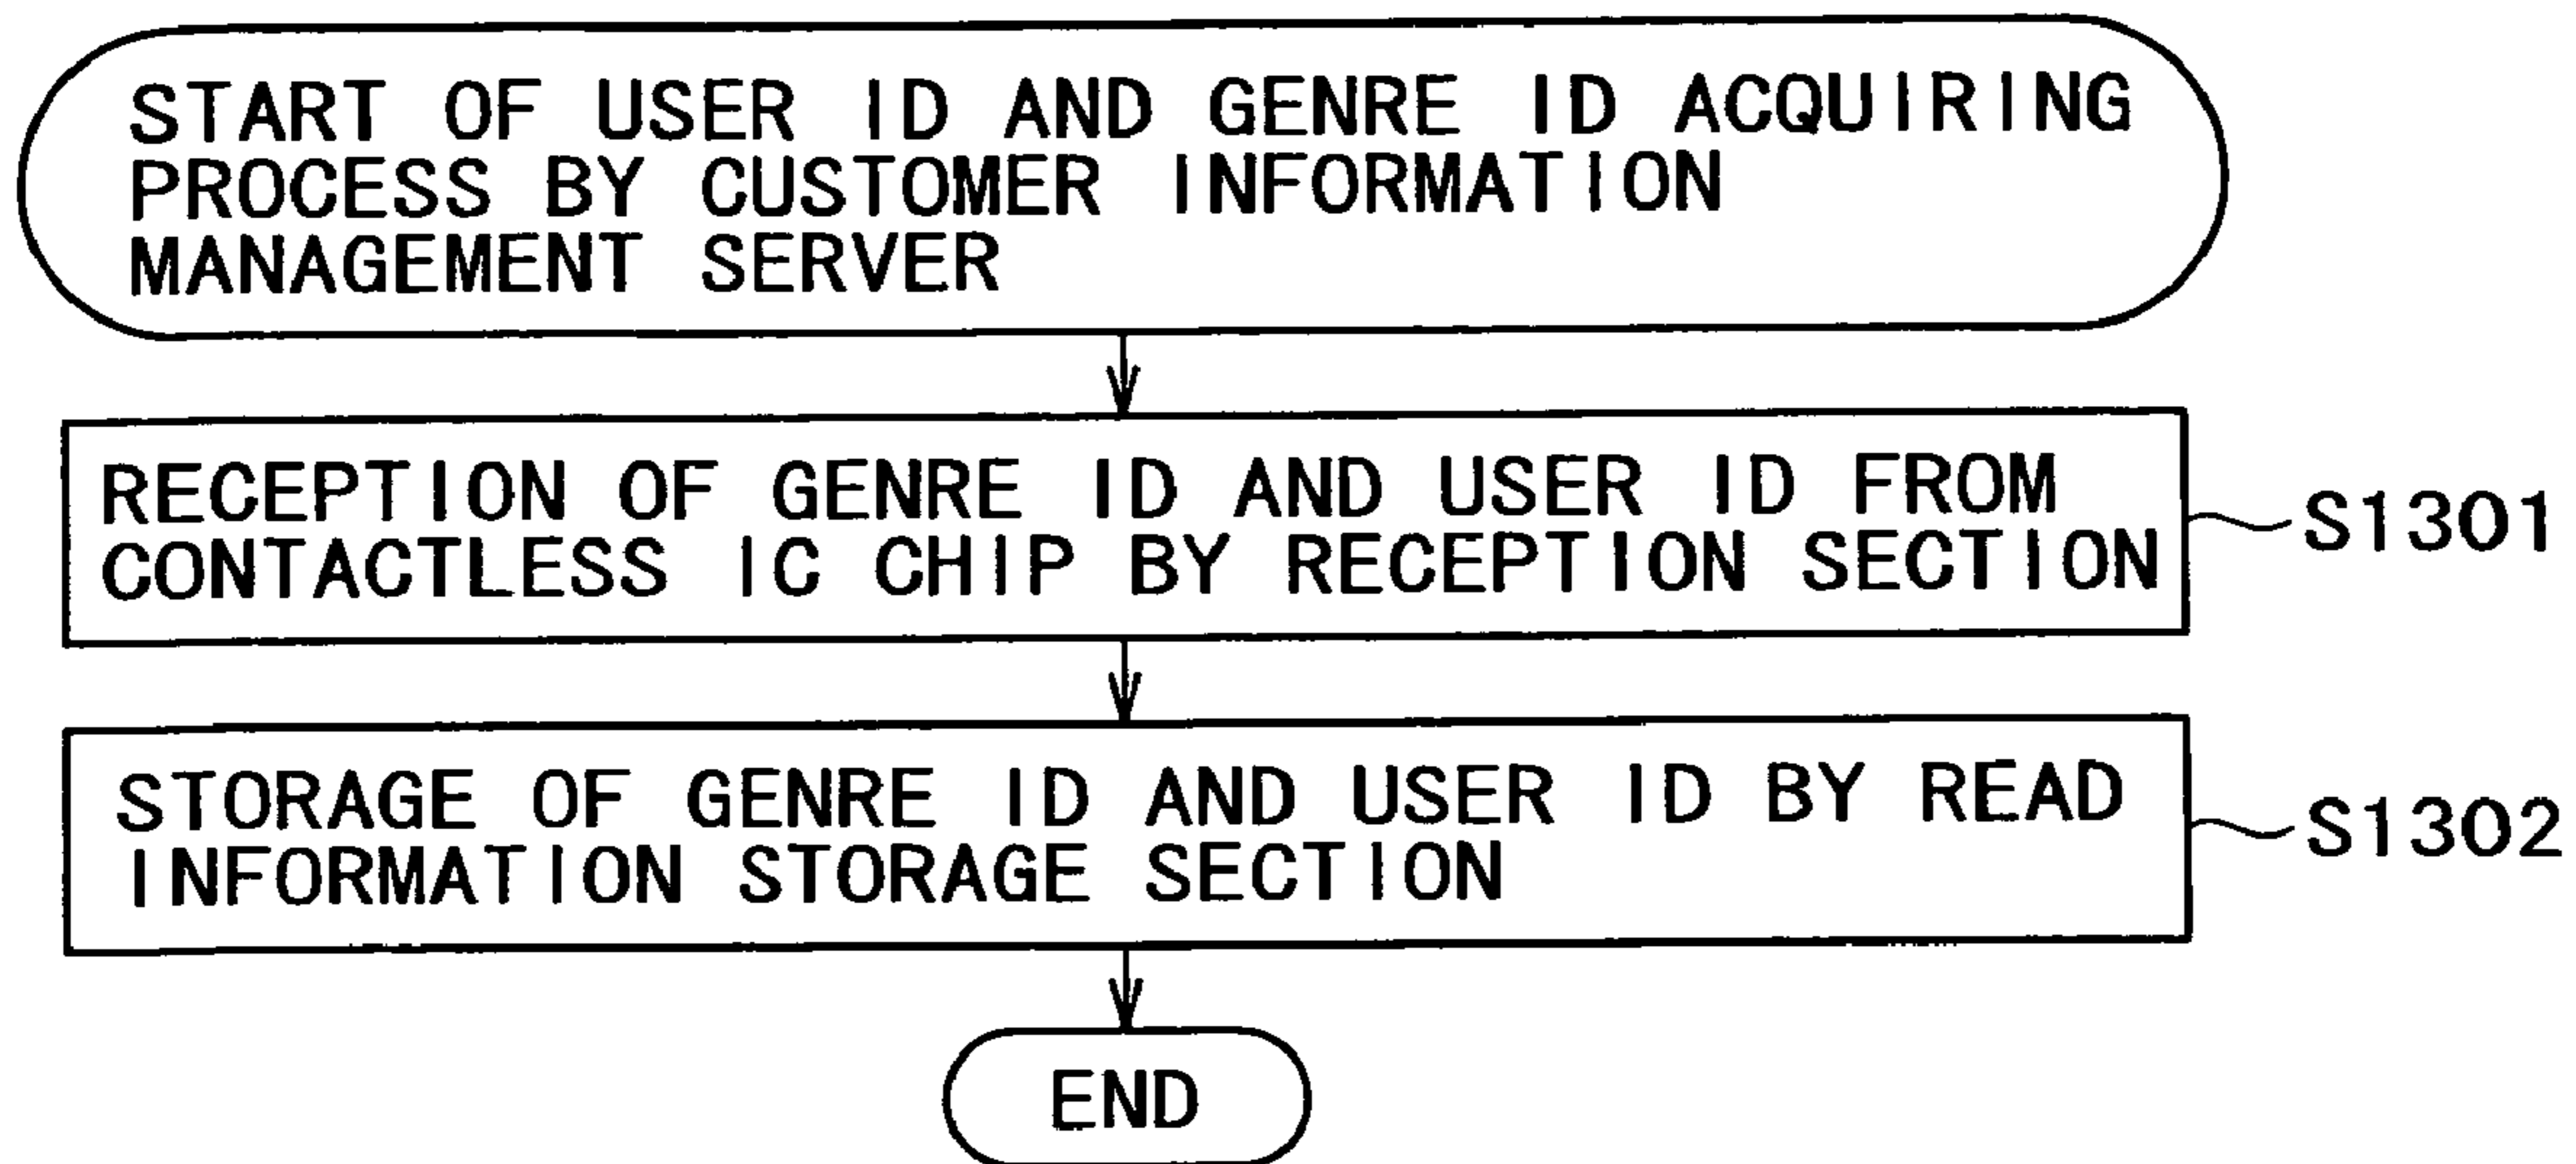 START OF USER ID AND GENRE ID ACQUIRING
PROCESS BY CUSTOMER INFORMATION
MANAGEMENT SERVER
RECEPTION OF GENRE ID AND USER ID FROM
CONTACTLESS IC CHIP BY RECEPTION SECTION
S1301
STORAGE OF GENRE ID AND USER ID BY READ
INFORMATION STORAGE SECTION
S1302
END